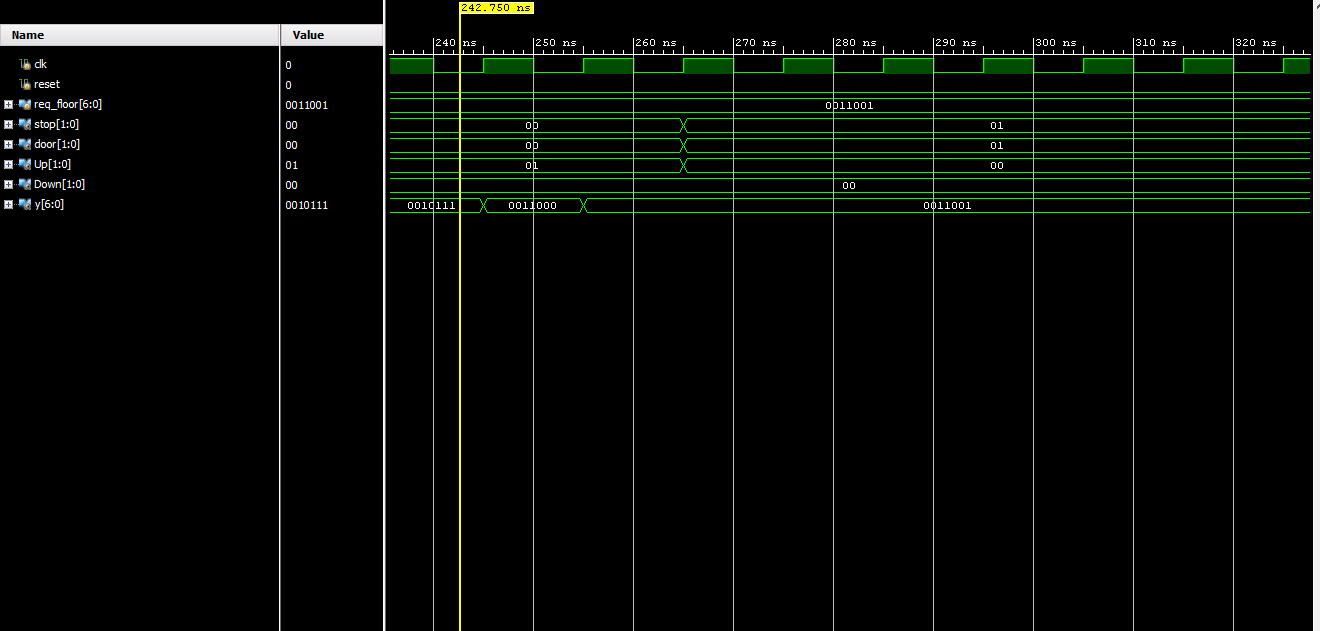 242.750 ns
Name Value
240 ns 250 ns 260 ns 270 ns 280 ns 290 ns 300 ns 310 ns 320 ns
clk 0
reset 0
req_floor[6:0] 0011001 0011001
stop[1:0] 00 00 01
door[1:0] 00 00 01
Up[1:0] 01 01 00
Down[1:0] 00 00
y[6:0] 0010111 0010111 0011000 0011001